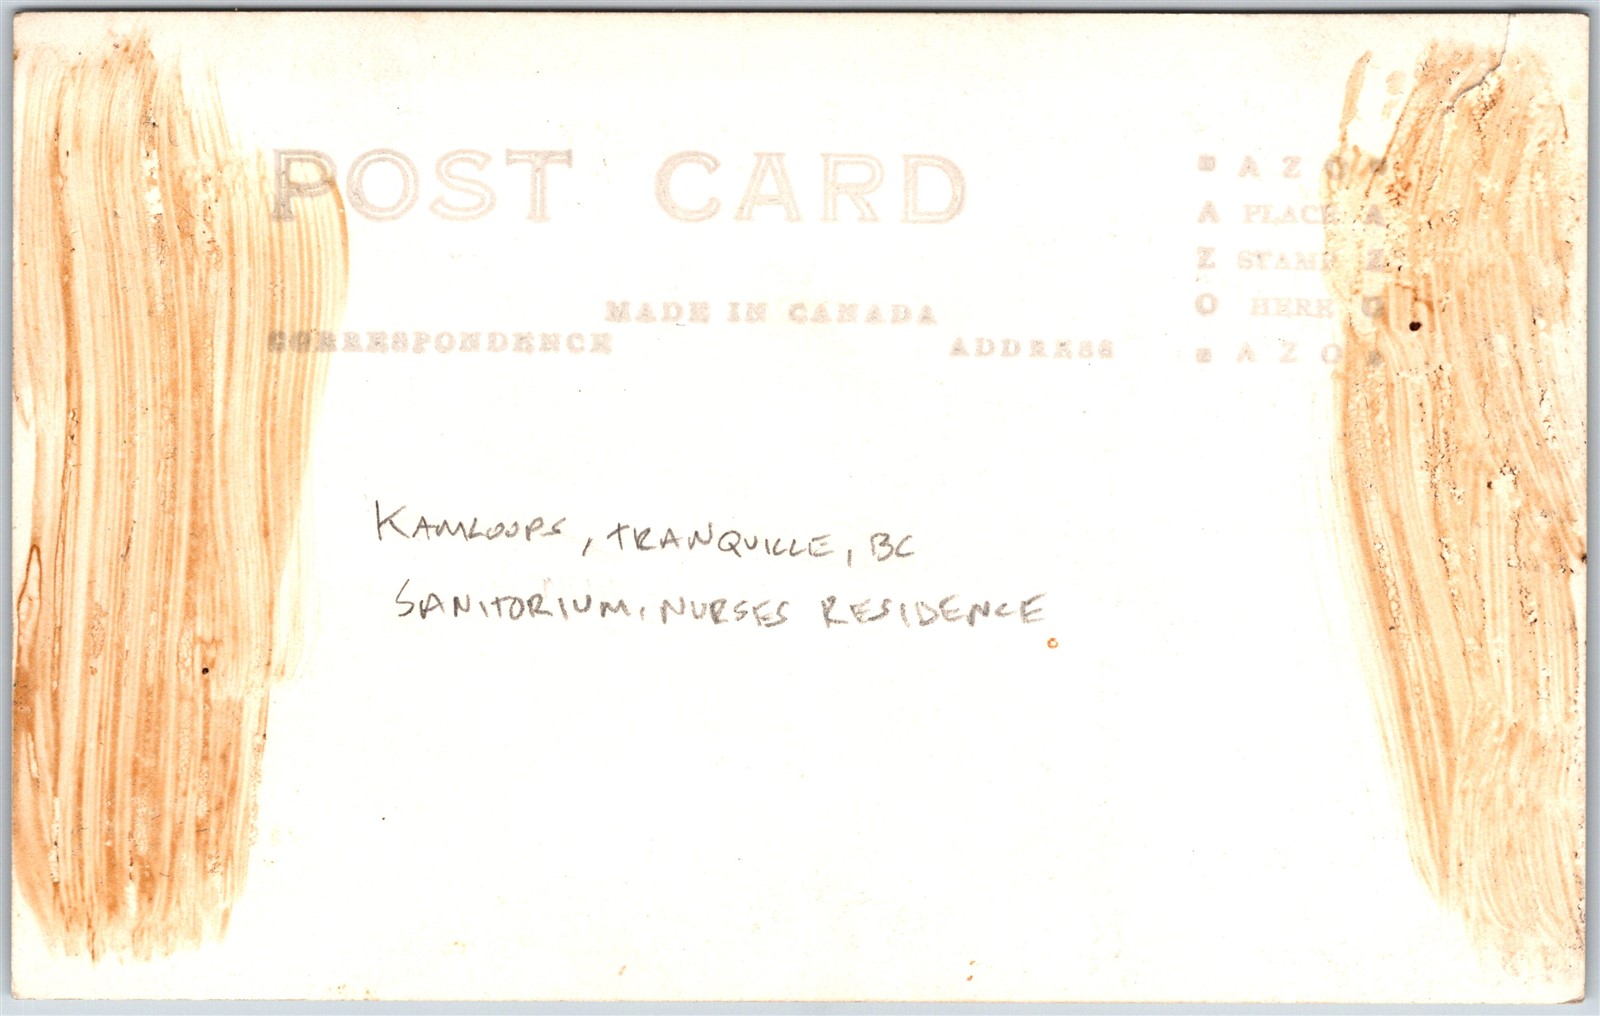 POST CARD
MADE IN CANADA
CORRESPONDENCE
ADDRESS
AZO
A PLACE A
Z STAMP Z
O HERE O
AZO
KAMLOOPS, TRANQUILLE, BC
SANITORIUM, NURSES RESIDENCE